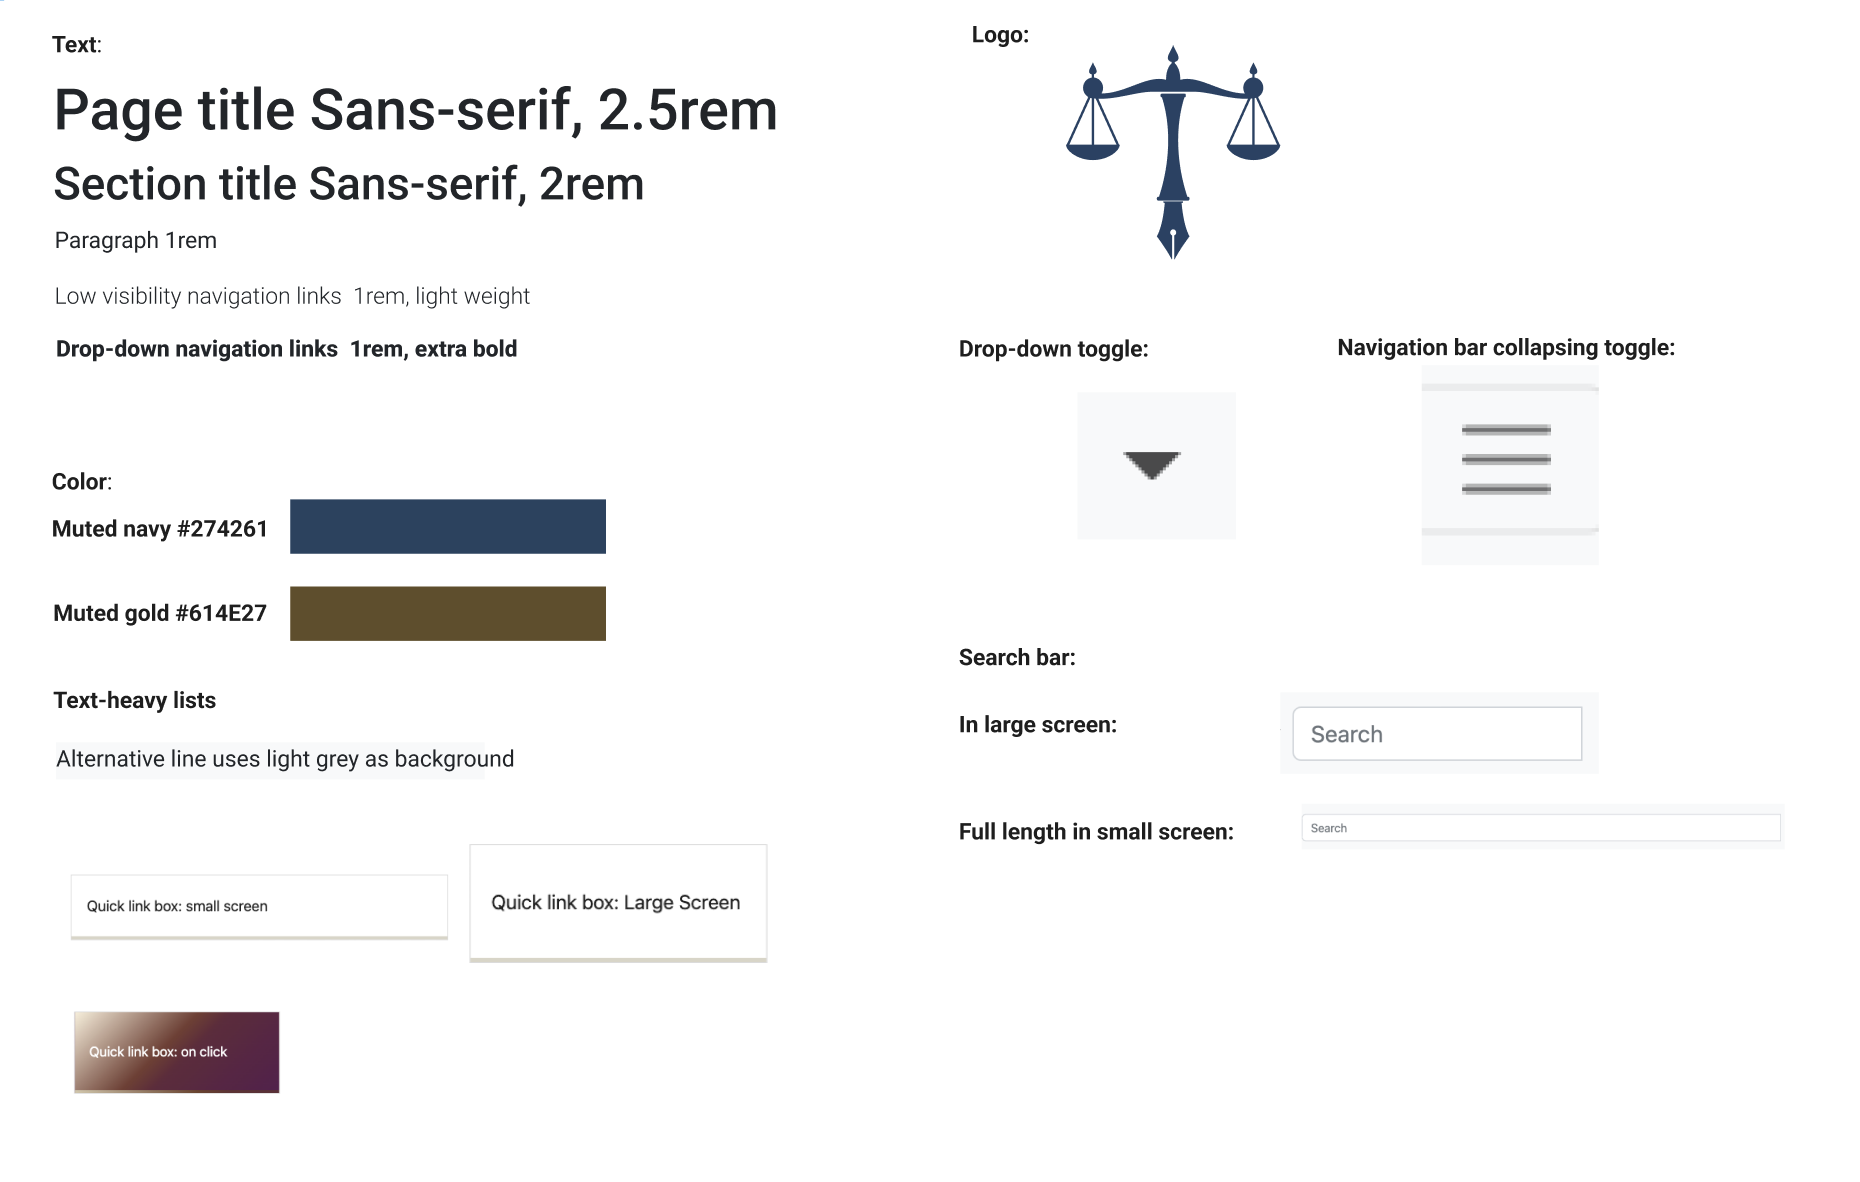 Text:
Page title Sans-serif, 2.5rem
Section title Sans-serif, 2rem
Paragraph 1rem
Low visibility navigation links  1rem, light weight
Drop-down navigation links  1rem, extra bold
Color:
Muted navy #274261
Muted gold #614E27
Text-heavy lists
Alternative line uses light grey as background
Quick link box: small screen
Quick link box: Large Screen
Quick link box: on click
Logo:
Drop-down toggle:
Navigation bar collapsing toggle:
Search bar:
In large screen:
Search
Full length in small screen:
Search